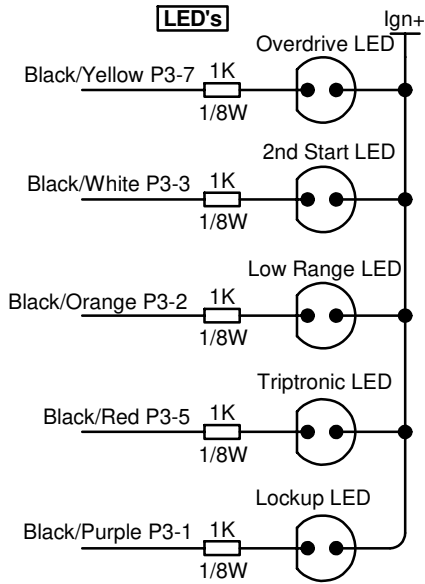 LED's
Ign+
Overdrive LED
Black/Yellow P3-7 1K
1/8W
2nd Start LED
Black/White P3-3 1K
1/8W
Low Range LED
Black/Orange P3-2 1K
1/8W
Triptronic LED
Black/Red P3-5 1K
1/8W
Lockup LED
Black/Purple P3-1 1K
1/8W